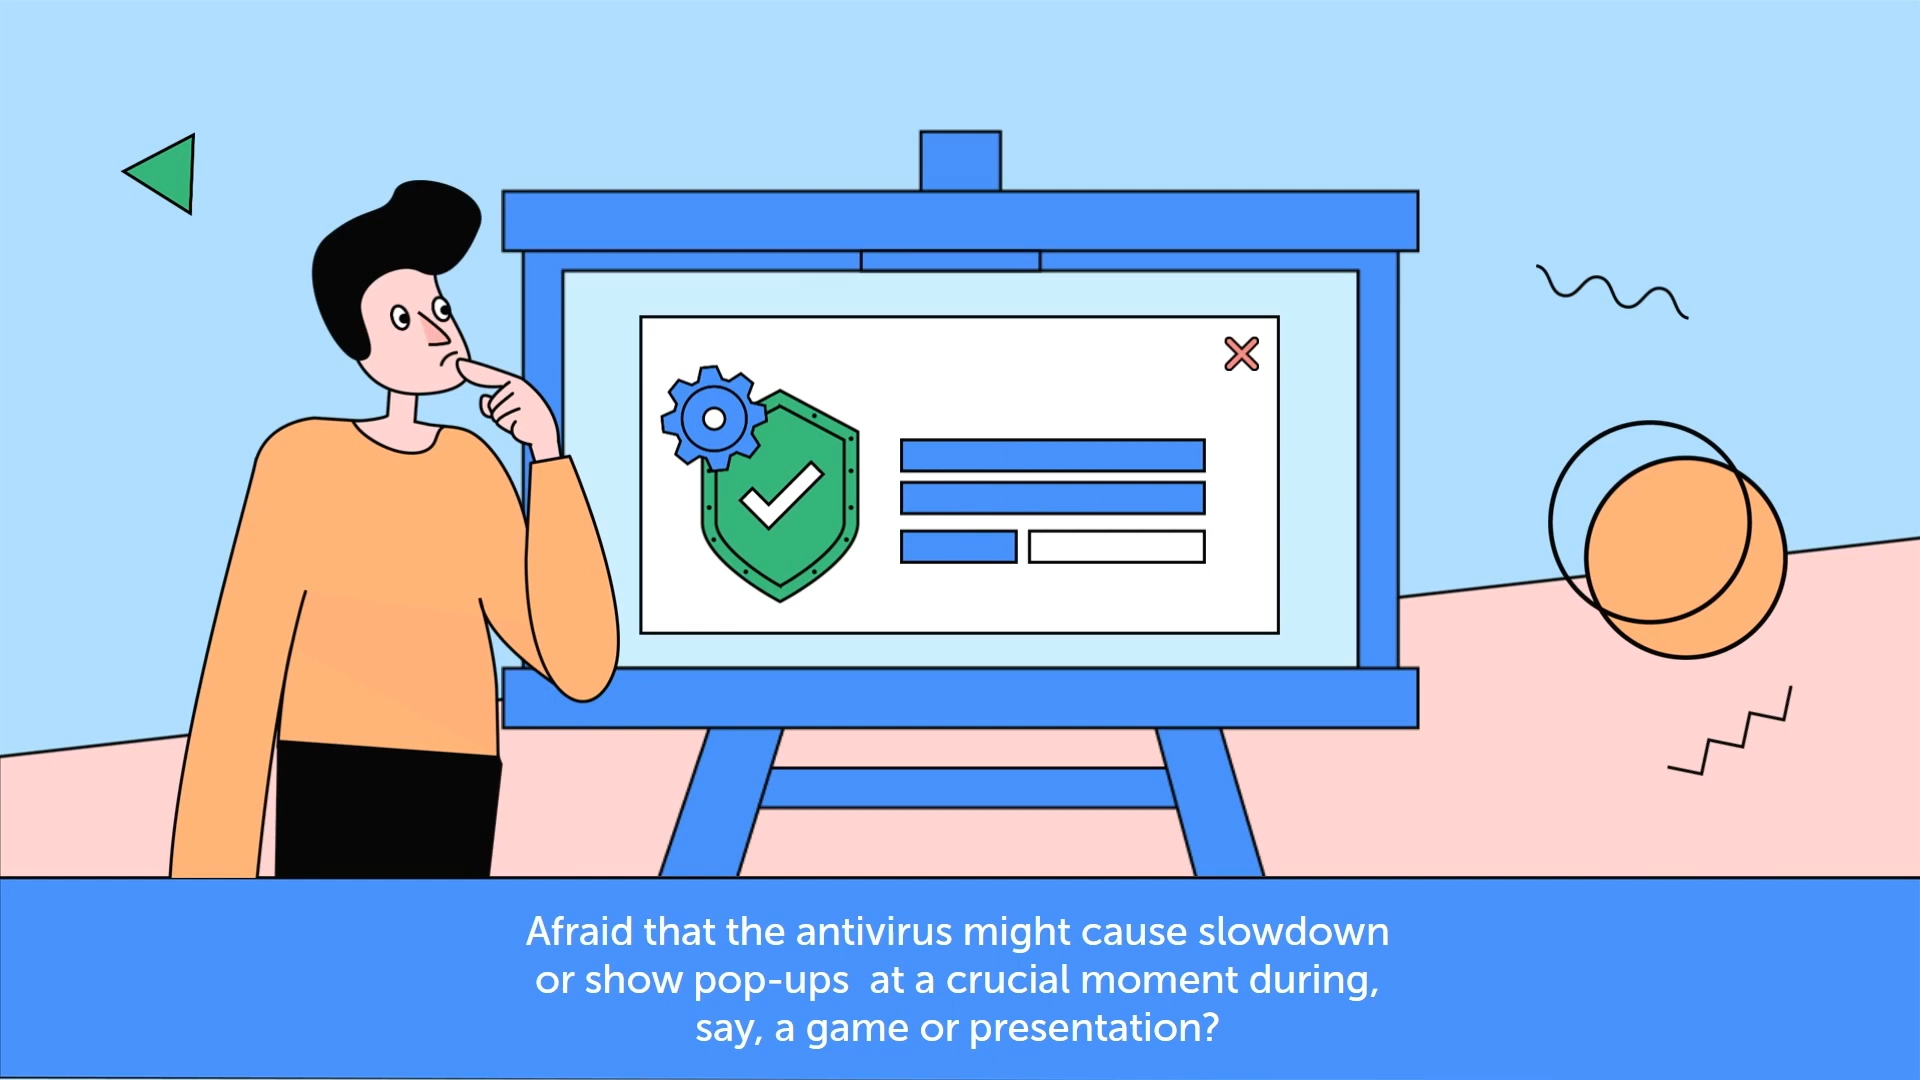 Afraid that the antivirus might cause slowdown
or show pop-ups  at a crucial moment during,
say, a game or presentation?